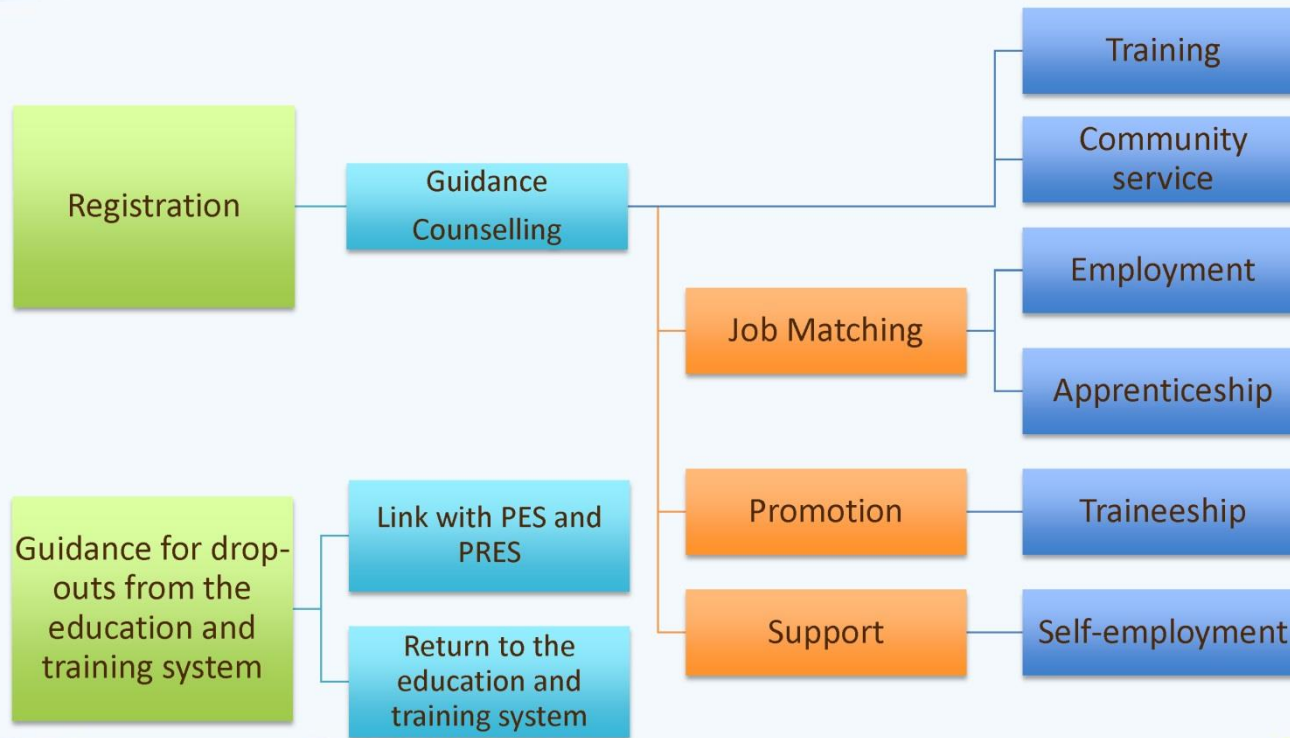 Registration
Guidance
Counselling
Training
Community
service
Job Matching
Employment
Apprenticeship
Promotion
Traineeship
Support
Self-employment
Guidance for drop-
outs from the
education and
training system
Link with PES and
PRES
Return to the
education and
training system